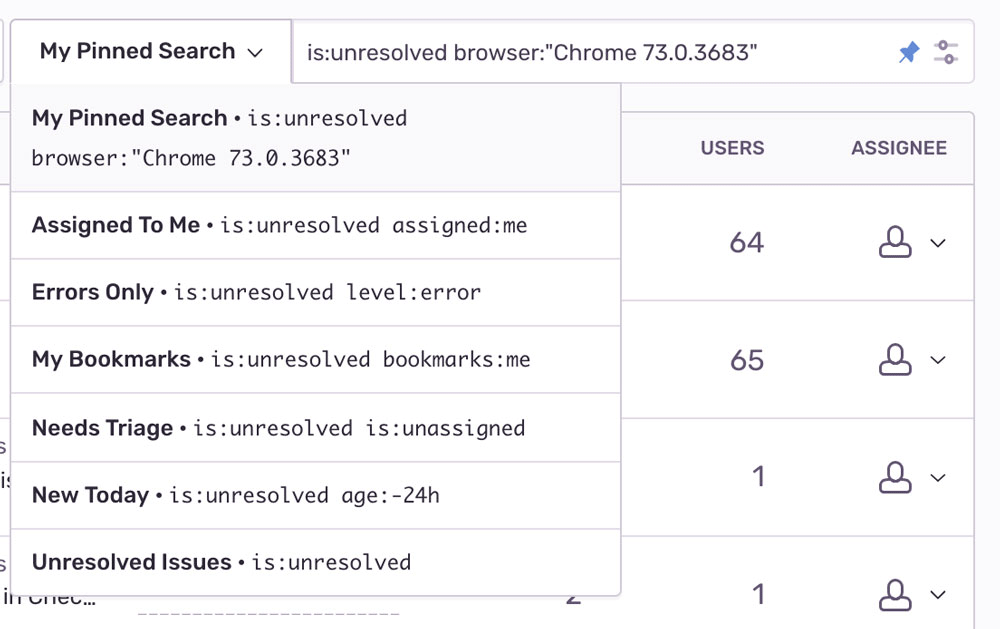 My Pinned Search
is:unresolved browser:"Chrome 73.0.3683"
My Pinned Search • is:unresolved
browser:"Chrome 73.0.3683"
USERS
ASSIGNEE
Assigned To Me • is:unresolved assigned:me
64
Errors Only • is:unresolved level:error
My Bookmarks • is:unresolved bookmarks:me
65
Needs Triage • is:unresolved is:unassigned
1
New Today • is:unresolved age:-24h
Unresolved Issues • is:unresolved
in Chec…
1